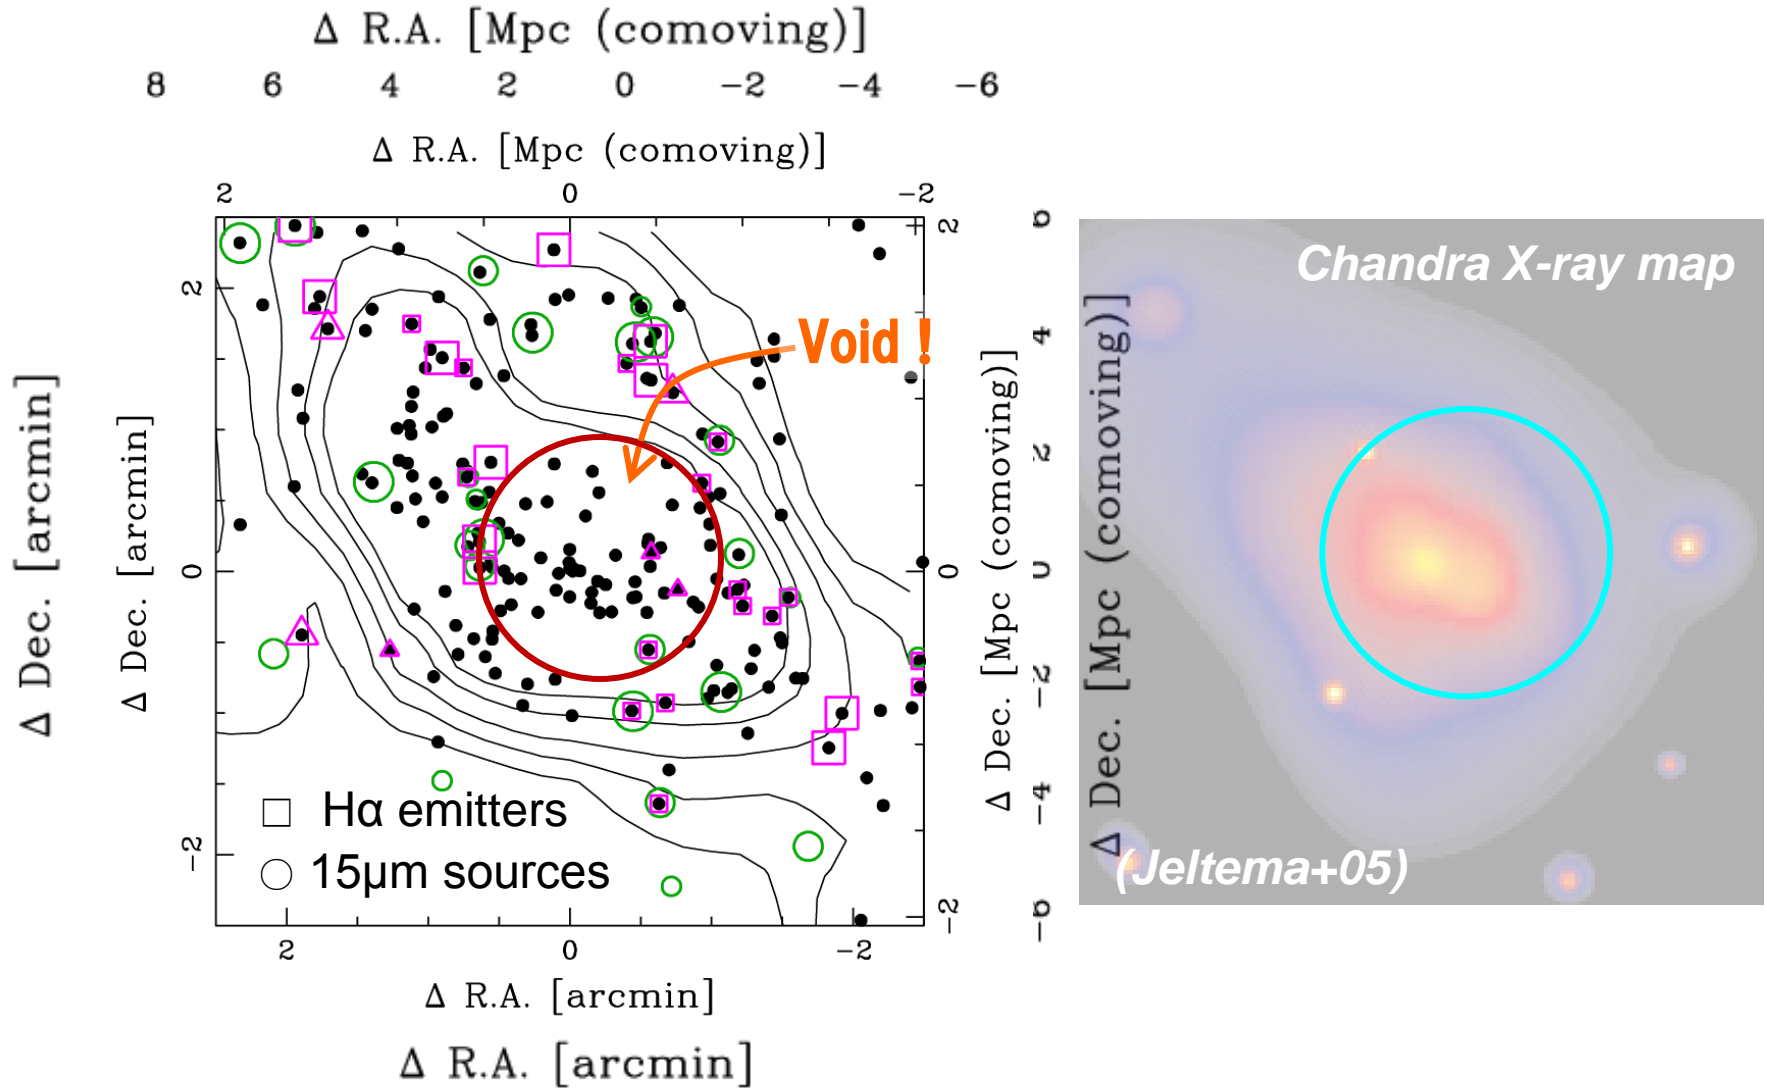 Δ R.A. [Mpc (comoving)]
8 6 4 2 0 −2 −4 −6
Δ R.A. [Mpc (comoving)]
2 0 −2
Chandra X-ray map
Void !
Δ Dec. [arcmin]
Δ Dec. [arcmin]
2 0 −2
2 0 −2
Δ Dec. [Mpc (comoving)]
6 4 2 0 −2 −4 −6
Δ Dec. [Mpc (comoving)]
Hα emitters
15μm sources
(Jeltema+05)
2 0 −2
Δ R.A. [arcmin]
Δ R.A. [arcmin]